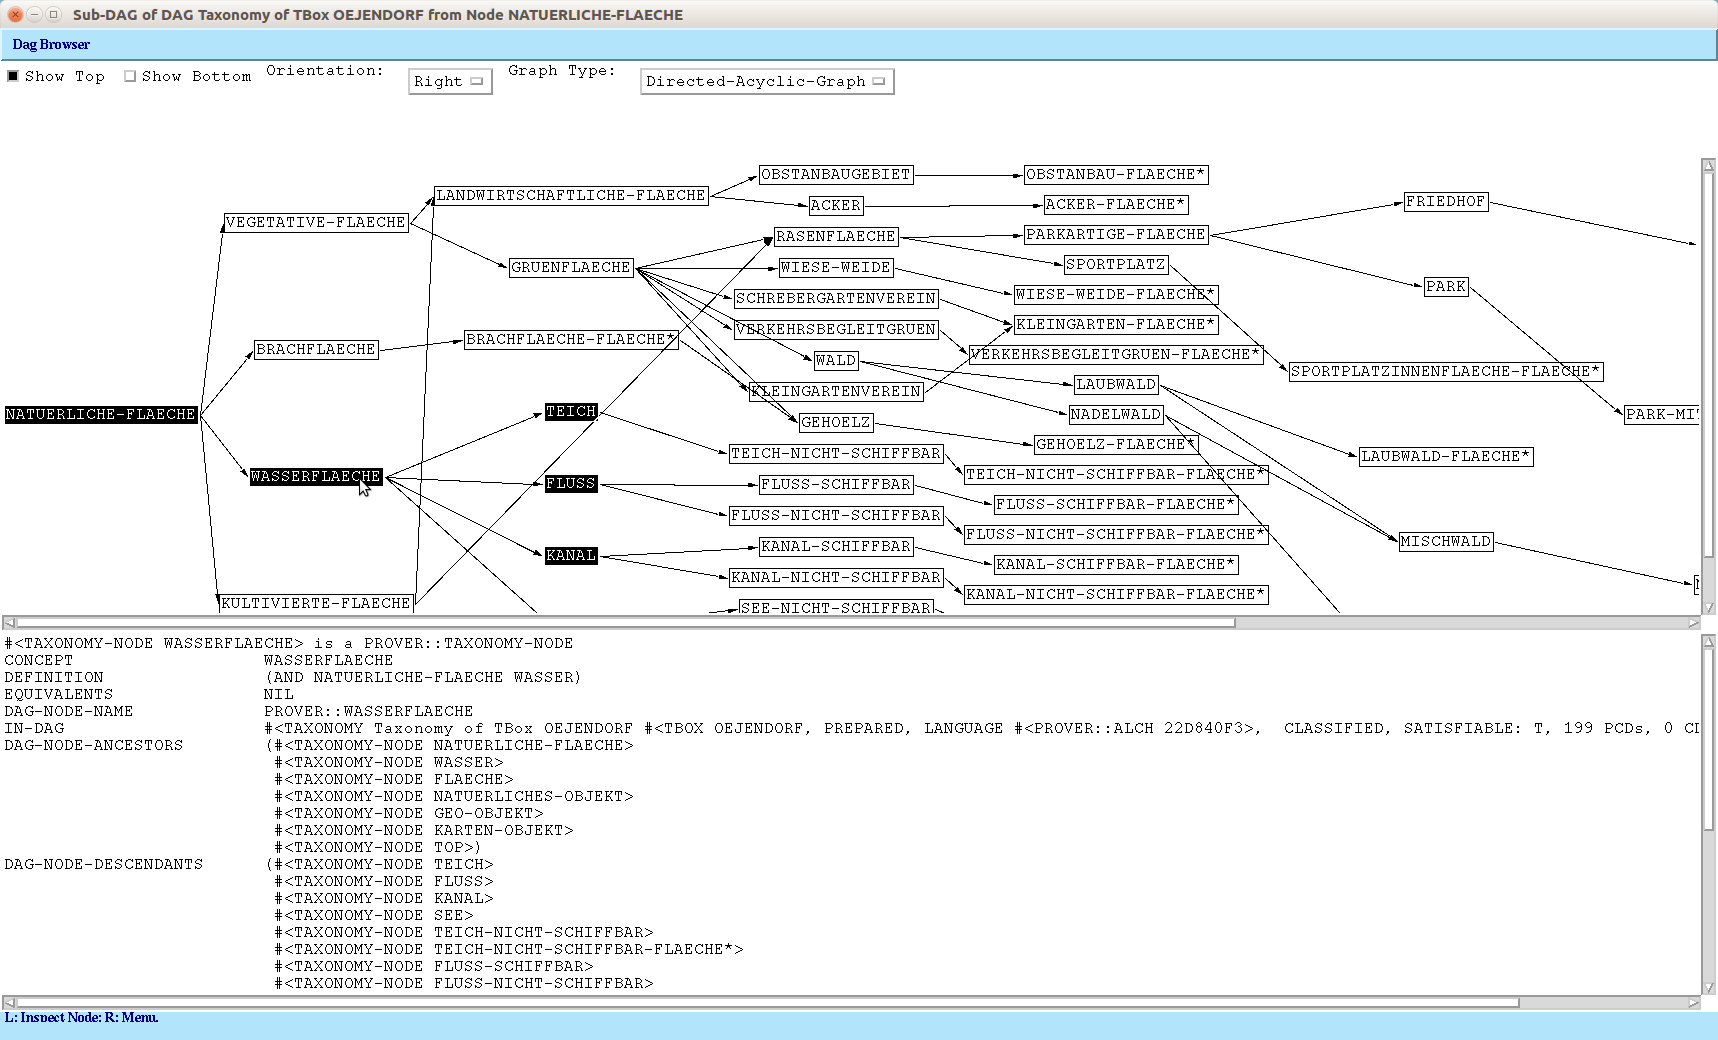 Sub-DAG of DAG Taxonomy of TBox OEJENDORF from Node NATUERLICHE-FLAECHE
Dag Browser
Show Top Show Bottom Orientation: Right Graph Type: Directed-Acyclic-Graph
OBSTANBAUGEBIET OBSTANBAU-FLAECHE*
LANDWIRTSCHAFTLICHE-FLAECHE
ACKER ACKER-FLAECHE* FRIEDHOF
VEGETATIVE-FLAECHE
RASENFLAECHE PARKARTIGE-FLAECHE
GRUENFLAECHE WIESE-WEIDE SPORTPLATZ
PARK
SCHREBERGARTENVEREIN WIESE-WEIDE-FLAECHE*
VERKEHRSBEGLEITGRUEN KLEINGARTEN-FLAECHE*
BRACHFLAECHE BRACHFLAECHE-FLAECHE*
WALD VERKEHRSBEGLEITGRUEN-FLAECHE*
SPORTPLATZINNENFLAECHE-FLAECHE*
KLEINGARTENVEREIN LAUBWALD
NATUERLICHE-FLAECHE TEICH NADELWALD PARK-MIT
GEHOELZ
GEHOELZ-FLAECHE*
TEICH-NICHT-SCHIFFBAR LAUBWALD-FLAECHE*
WASSERFLAECHE TEICH-NICHT-SCHIFFBAR-FLAECHE*
FLUSS FLUSS-SCHIFFBAR
FLUSS-SCHIFFBAR-FLAECHE*
FLUSS-NICHT-SCHIFFBAR
FLUSS-NICHT-SCHIFFBAR-FLAECHE*
KANAL KANAL-SCHIFFBAR MISCHWALD
KANAL-SCHIFFBAR-FLAECHE*
KANAL-NICHT-SCHIFFBAR
KANAL-NICHT-SCHIFFBAR-FLAECHE*
KULTIVIERTE-FLAECHE SEE-NICHT-SCHIFFBAR
#<TAXONOMY-NODE WASSERFLAECHE> is a PROVER::TAXONOMY-NODE
CONCEPT WASSERFLAECHE
DEFINITION (AND NATUERLICHE-FLAECHE WASSER)
EQUIVALENTS NIL
DAG-NODE-NAME PROVER::WASSERFLAECHE
IN-DAG #<TAXONOMY Taxonomy of TBox OEJENDORF #<TBOX OEJENDORF, PREPARED, LANGUAGE #<PROVER::ALCH 22D840F3>, CLASSIFIED, SATISFIABLE: T, 199 PCDs, 0
DAG-NODE-ANCESTORS (#<TAXONOMY-NODE NATUERLICHE-FLAECHE>
#<TAXONOMY-NODE WASSER>
#<TAXONOMY-NODE FLAECHE>
#<TAXONOMY-NODE NATUERLICHES-OBJEKT>
#<TAXONOMY-NODE GEO-OBJEKT>
#<TAXONOMY-NODE KARTEN-OBJEKT>
#<TAXONOMY-NODE TOP>)
DAG-NODE-DESCENDANTS (#<TAXONOMY-NODE TEICH>
#<TAXONOMY-NODE FLUSS>
#<TAXONOMY-NODE KANAL>
#<TAXONOMY-NODE SEE>
#<TAXONOMY-NODE TEICH-NICHT-SCHIFFBAR>
#<TAXONOMY-NODE TEICH-NICHT-SCHIFFBAR-FLAECHE*>
#<TAXONOMY-NODE FLUSS-SCHIFFBAR>
#<TAXONOMY-NODE FLUSS-NICHT-SCHIFFBAR>
L: Inspect Node; R: Menu.